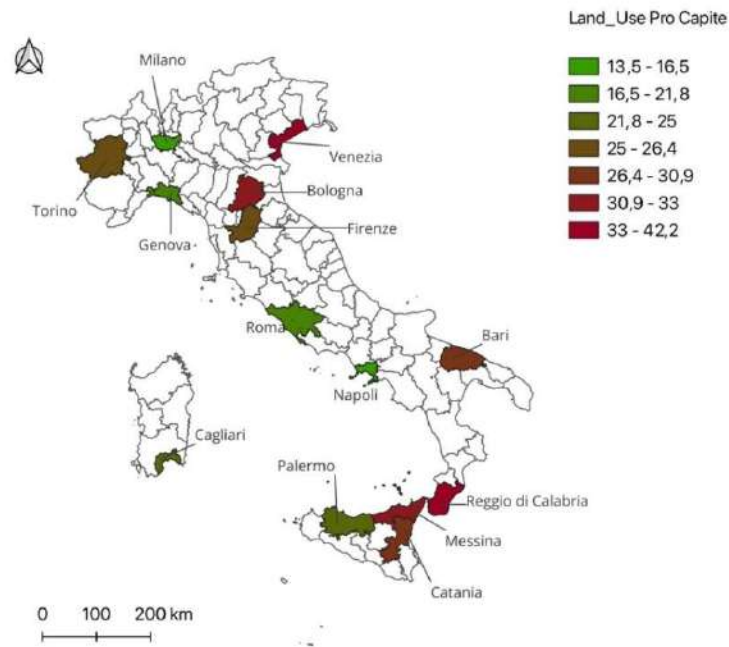 Land_Use Pro Capite
13,5 - 16,5
16,5 - 21,8
21,8 - 25
25 - 26,4
26,4 - 30,9
30,9 - 33
33 - 42,2
Milano
Venezia
Bologna
Torino
Firenze
Genova
Roma
Bari
Napoli
Cagliari
Palermo
Reggio di Calabria
Messina
Catania
0 100 200 km